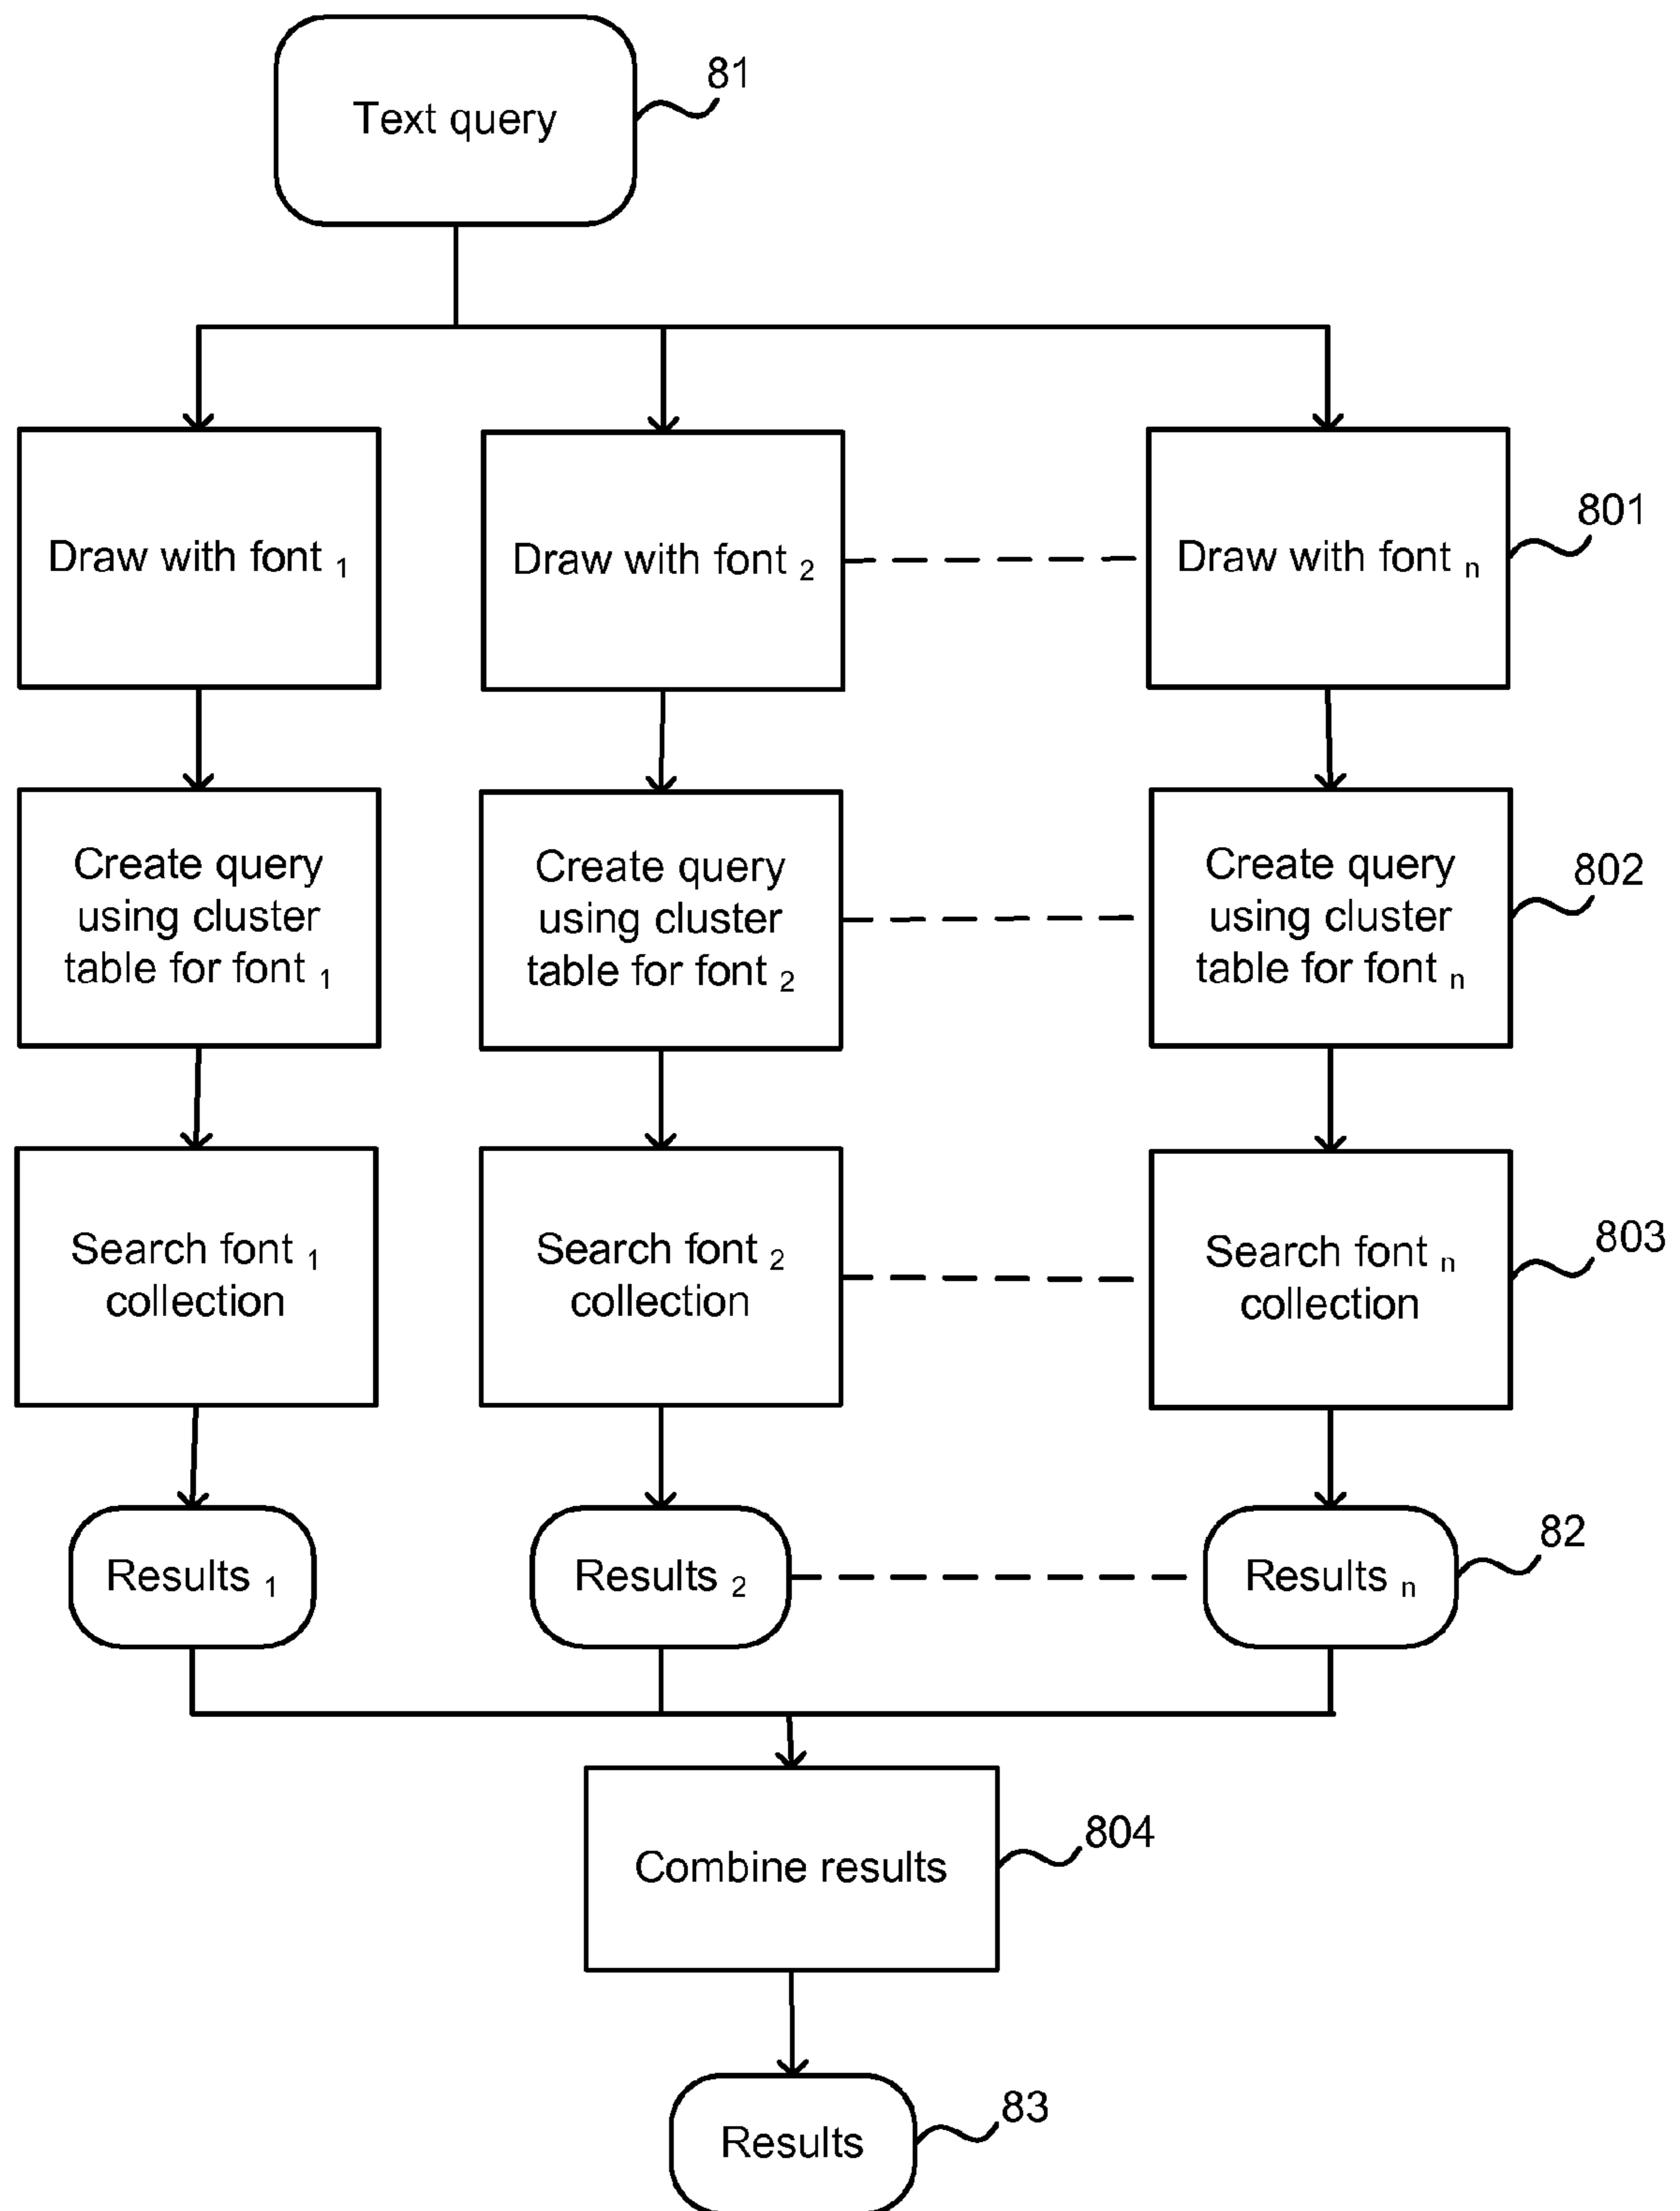 Text query
81
Draw with font 1
Draw with font 2
Draw with font n
801
Create query
using cluster
table for font 1
Create query
using cluster
table for font 2
Create query
using cluster
table for font n
802
Search font 1
collection
Search font 2
collection
Search font n
collection
803
Results 1
Results 2
Results n
82
Combine results
804
Results
83